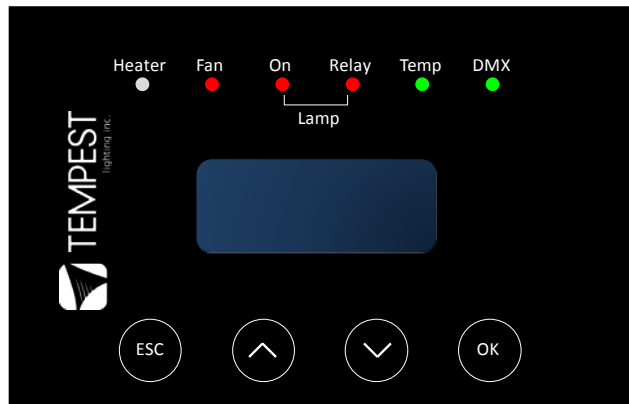 Heater Fan On Relay Temp DMX
Lamp
TEMPEST
lighting inc.
ESC OK